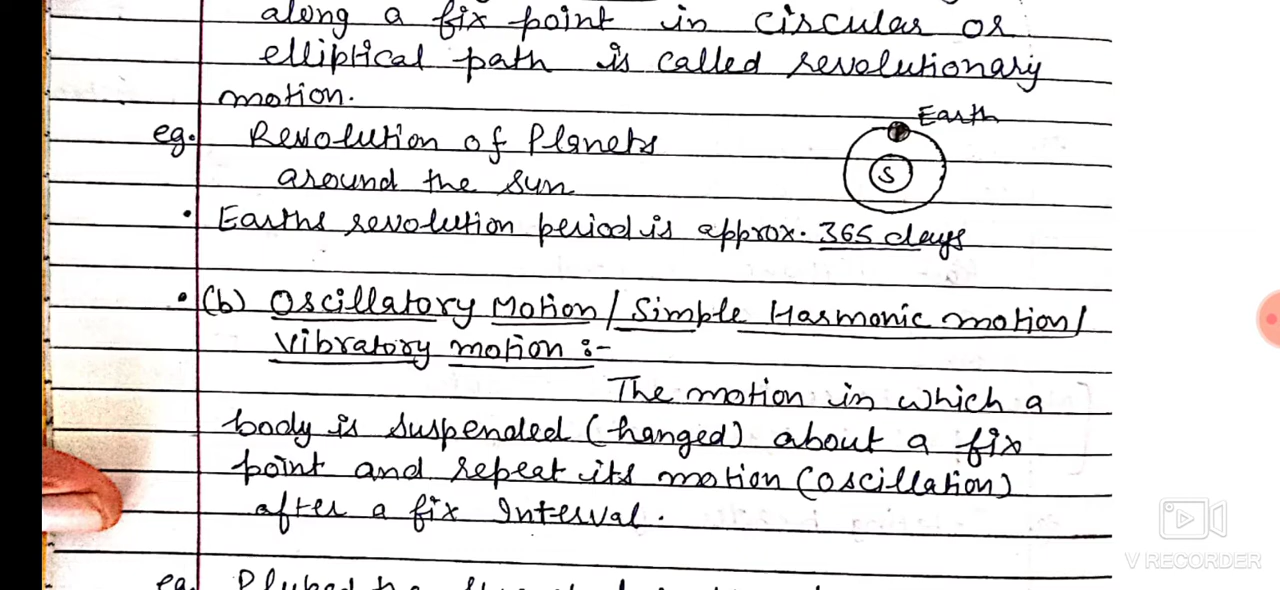 along a fix point in circular or
elliptical path is called revolutionary
motion.
Earth
eg. Revolution of Planets
S
around the sun
• Earths revolution period is approx. 365 days
• (b) Oscillatory Motion / Simple Harmonic motion /
Vibratory motion :-
The motion in which a
body is suspended (hanged) about a fix
point and repeat its motion (oscillation)
after a fix Interval.
eg.
V RECORDER